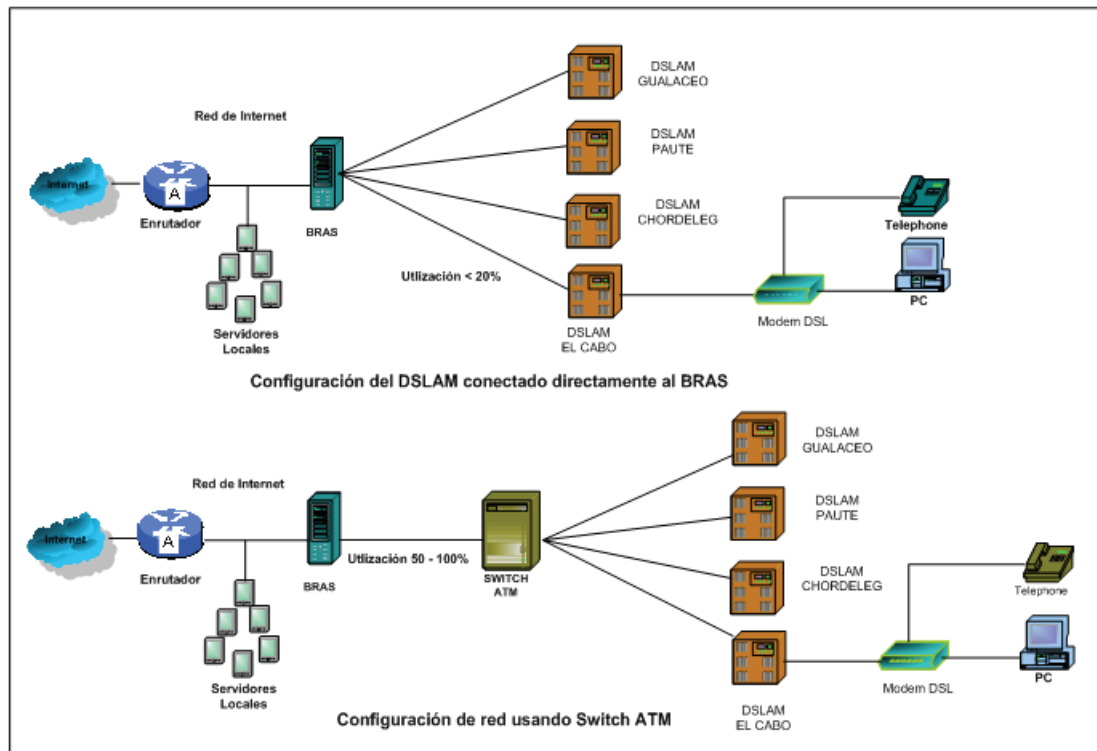 DSLAM
GUALACEO
Red de Internet
DSLAM
PAUTE
Internet
A
Enrutador
BRAS
DSLAM
CHORDELEG
Telephone
Utlización < 20%
PC
Modem DSL
Servidores
Locales
DSLAM
EL CABO
Configuración del DSLAM conectado directamente al BRAS
DSLAM
GUALACEO
Red de Internet
DSLAM
PAUTE
Internet
A
Utlización 50 - 100%
Enrutador
BRAS
SWITCH
ATM
DSLAM
CHORDELEG
Telephone
PC
Modem DSL
Servidores
Locales
DSLAM
EL CABO
Configuración de red usando Switch ATM